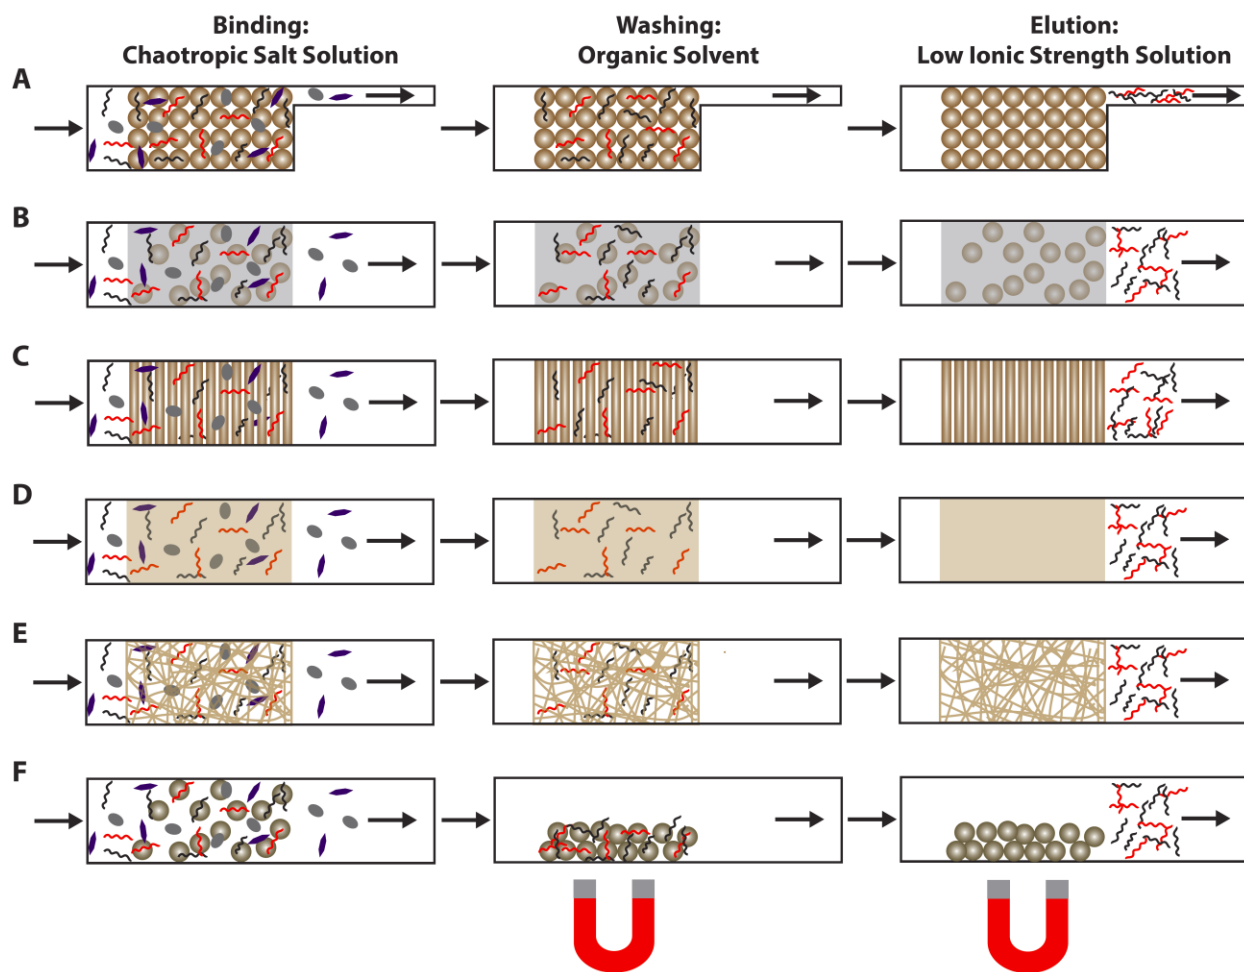 Binding:
Chaotropic Salt Solution
Washing:
Organic Solvent
Elution:
Low Ionic Strength Solution
A
B
C
D
E
F